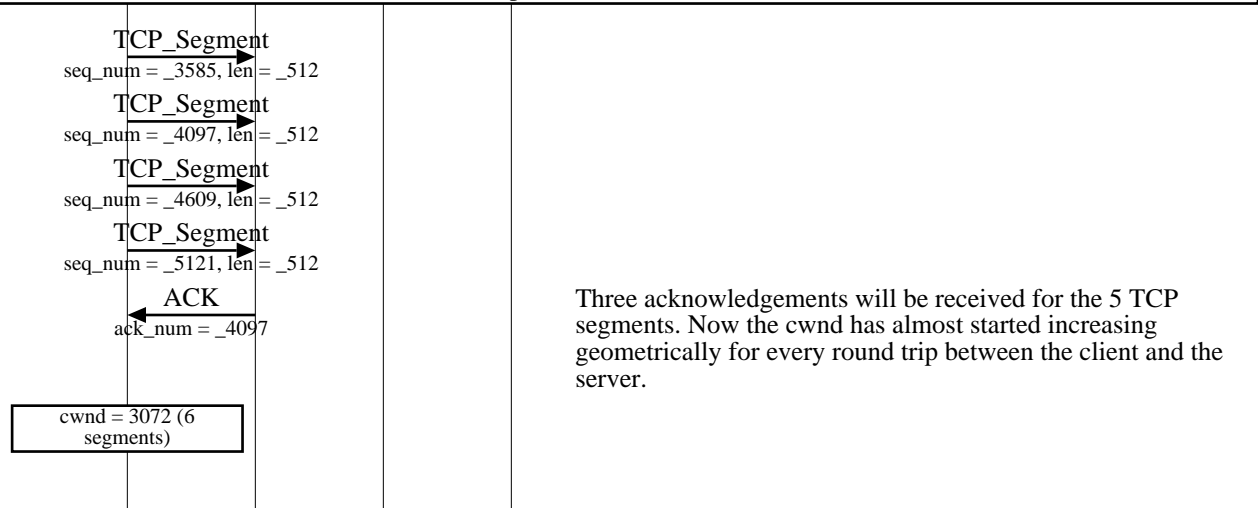 TCP_Segment
seq_num = _3585, len = _512
TCP_Segment
seq_num = _4097, len = _512
TCP_Segment
seq_num = _4609, len = _512
TCP_Segment
seq_num = _5121, len = _512
ACK
ack_num = _4097
Three acknowledgements will be received for the 5 TCP
segments. Now the cwnd has almost started increasing
geometrically for every round trip between the client and the
server.
cwnd = 3072 (6
segments)